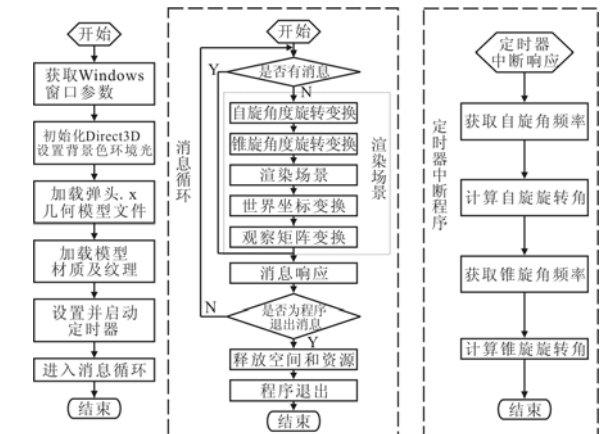 开始
获取Windows
窗口参数
初始化Direct3D
设置背景色环境光
加载弹头.x
几何模型文件
加载模型
材质及纹理
设置并启动
定时器
进入消息循环
结束
消息循环
开始
是否有消息
Y
N
自旋角度旋转变换
锥旋角度旋转变换
渲染场景
世界坐标变换
观察矩阵变换
渲染场景
消息响应
是否为程序
退出消息
N
Y
释放空间和资源
程序退出
结束
定时器中断程序
定时器
中断响应
获取自旋角频率
计算自旋旋转角
获取锥旋角频率
计算锥旋旋转角
结束